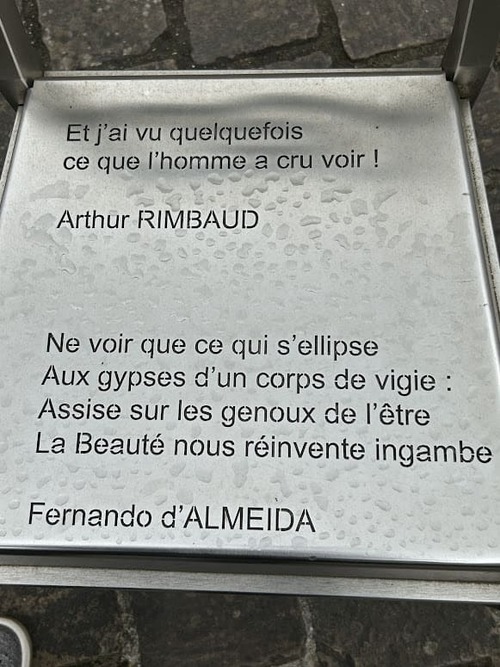 Et j'ai vu quelquefois
ce que l'homme a cru voir !
Arthur RIMBAUD
Ne voir que ce qui s'ellipse
Aux gypses d'un corps de vigie :
Assise sur les genoux de l'être
La Beauté nous réinvente ingambe
Fernando d'ALMEIDA